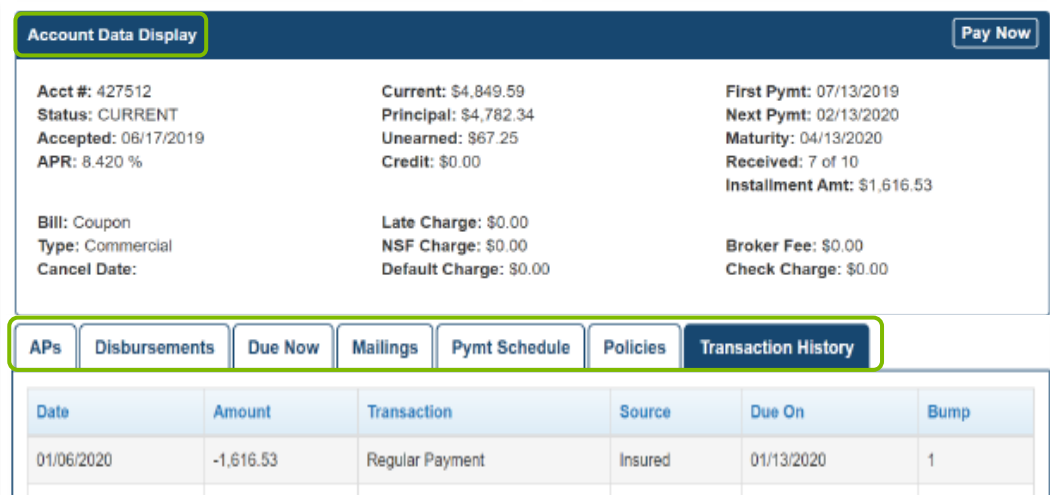 Account Data Display Pay Now
Acct #: 427512 Current: $4,849.59 First Pymt: 07/13/2019
Status: CURRENT Principal: $4,782.34 Next Pymt: 02/13/2020
Accepted: 06/17/2019 Unearned: $67.25 Maturity: 04/13/2020
APR: 8.420 % Credit: $0.00 Received: 7 of 10
Installment Amt: $1,616.53
Bill: Coupon Late Charge: $0.00
Type: Commercial NSF Charge: $0.00 Broker Fee: $0.00
Cancel Date: Default Charge: $0.00 Check Charge: $0.00
APs Disbursements Due Now Mailings Pymt Schedule Policies Transaction History
Date Amount Transaction Source Due On Bump
01/06/2020 -1,616.53 Regular Payment Insured 01/13/2020 1